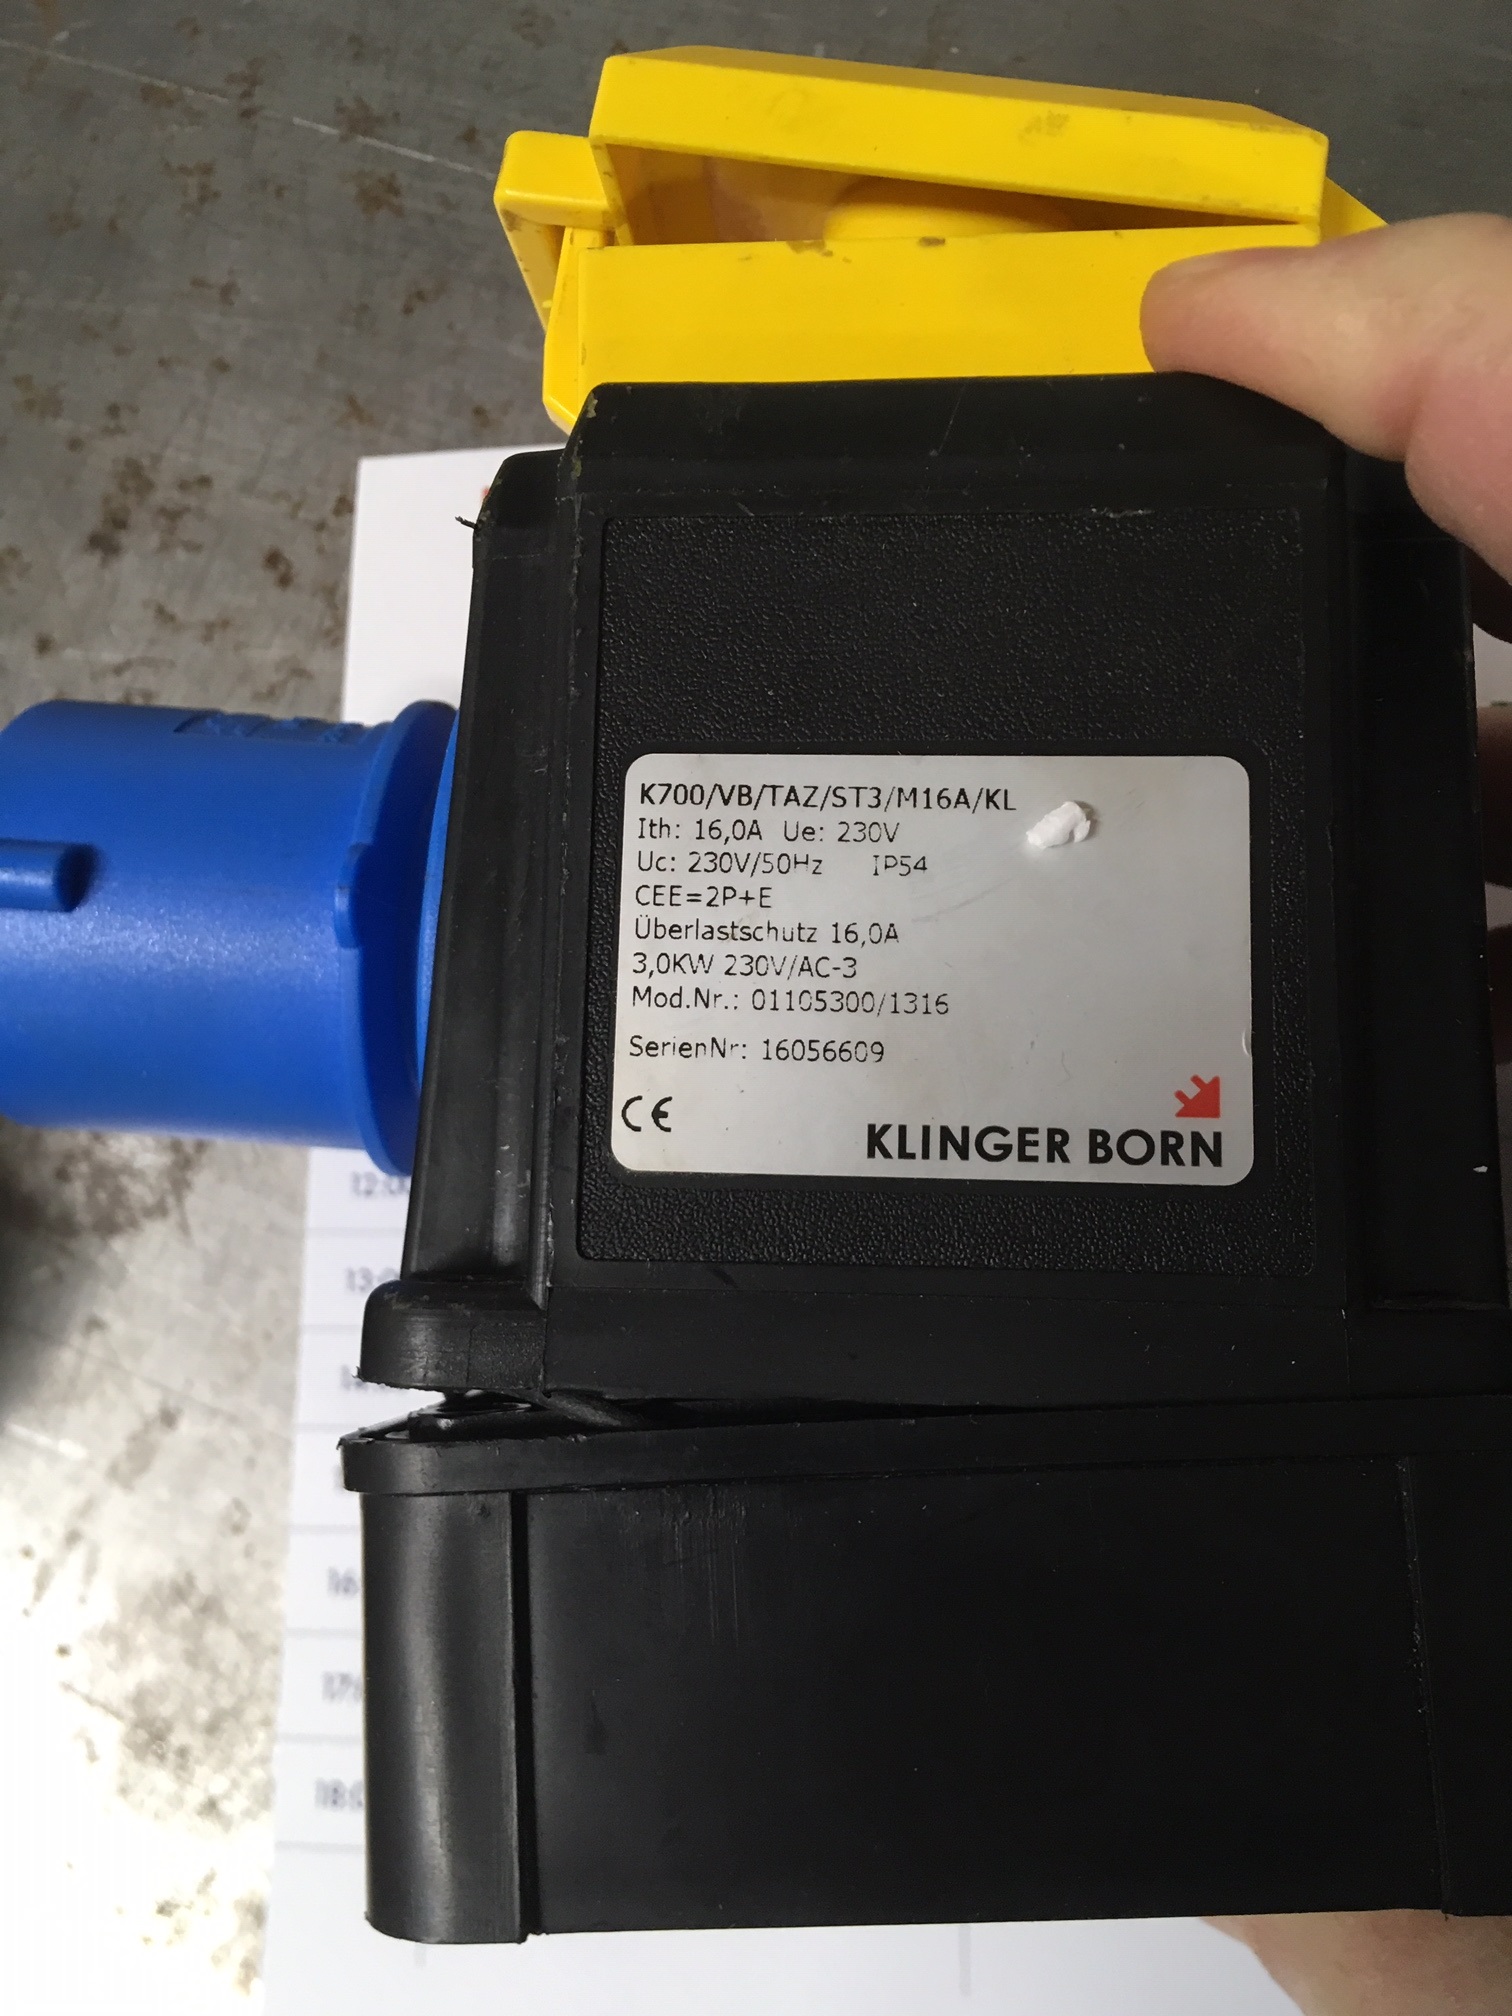 K700/VB/TAZ/ST3/M16A/KL
Ith: 16,0A Ue: 230V
Uc: 230V/50Hz IP54
CEE=2P+E
Überlastschutz 16,0A
3,0KW 230V/AC-3
Mod.Nr.: 01105300/1316
SerienNr: 16056609
CE
KLINGER BORN